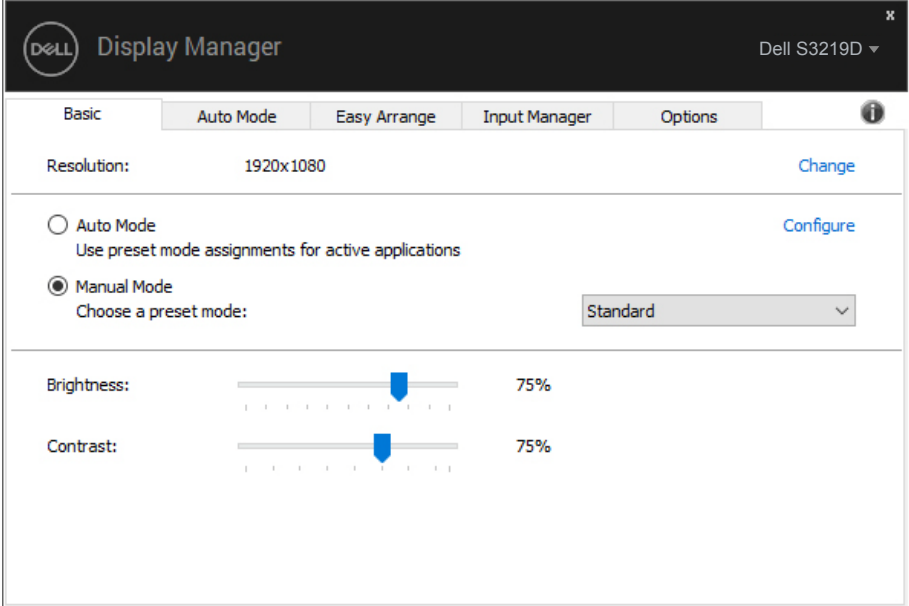 x
DELL Display Manager
Dell S3219D
Basic Auto Mode Easy Arrange Input Manager Options i
Resolution: 1920x1080 Change
Auto Mode Configure
Use preset mode assignments for active applications
Manual Mode
Choose a preset mode: Standard
Brightness: 75%
Contrast: 75%